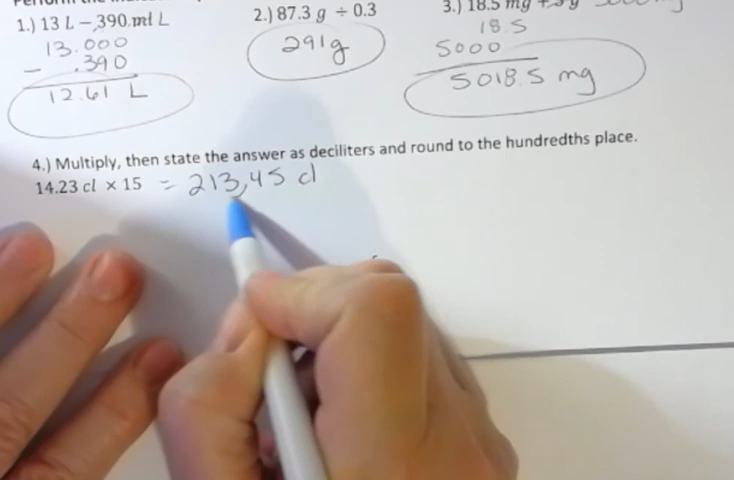 1.) 13 L – 390 ml L
13.000
- .390
12.61 L
2.) 87.3 g ÷ 0.3
291g
3.) 18.5 mg + 5 g
18.5
5000
5018.5 mg
4.) Multiply, then state the answer as deciliters and round to the hundredths place.
14.23 cl × 15 = 213,45 cl